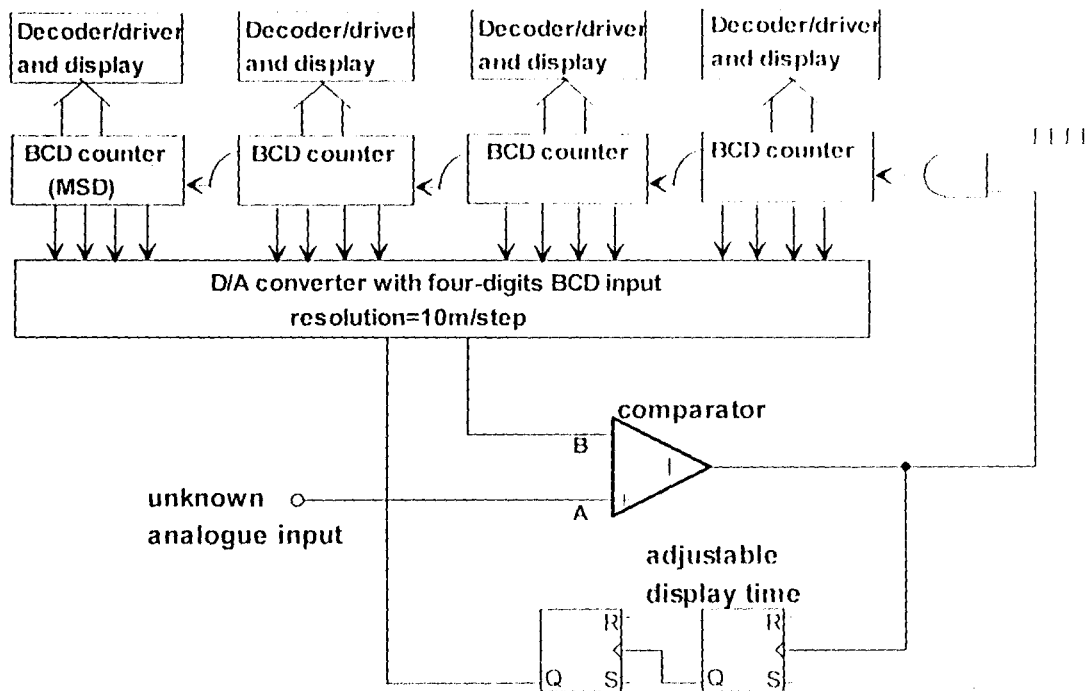 Decoder/driver
and display
Decoder/driver
and display
Decoder/driver
and display
Decoder/driver
and display
BCD counter
(MSD)
BCD counter
BCD counter
BCD counter
D/A converter with four-digits BCD input
resolution=10m/step
comparator
B
A
unknown
analogue input
adjustable
display time
R
Q
S
R
Q
S